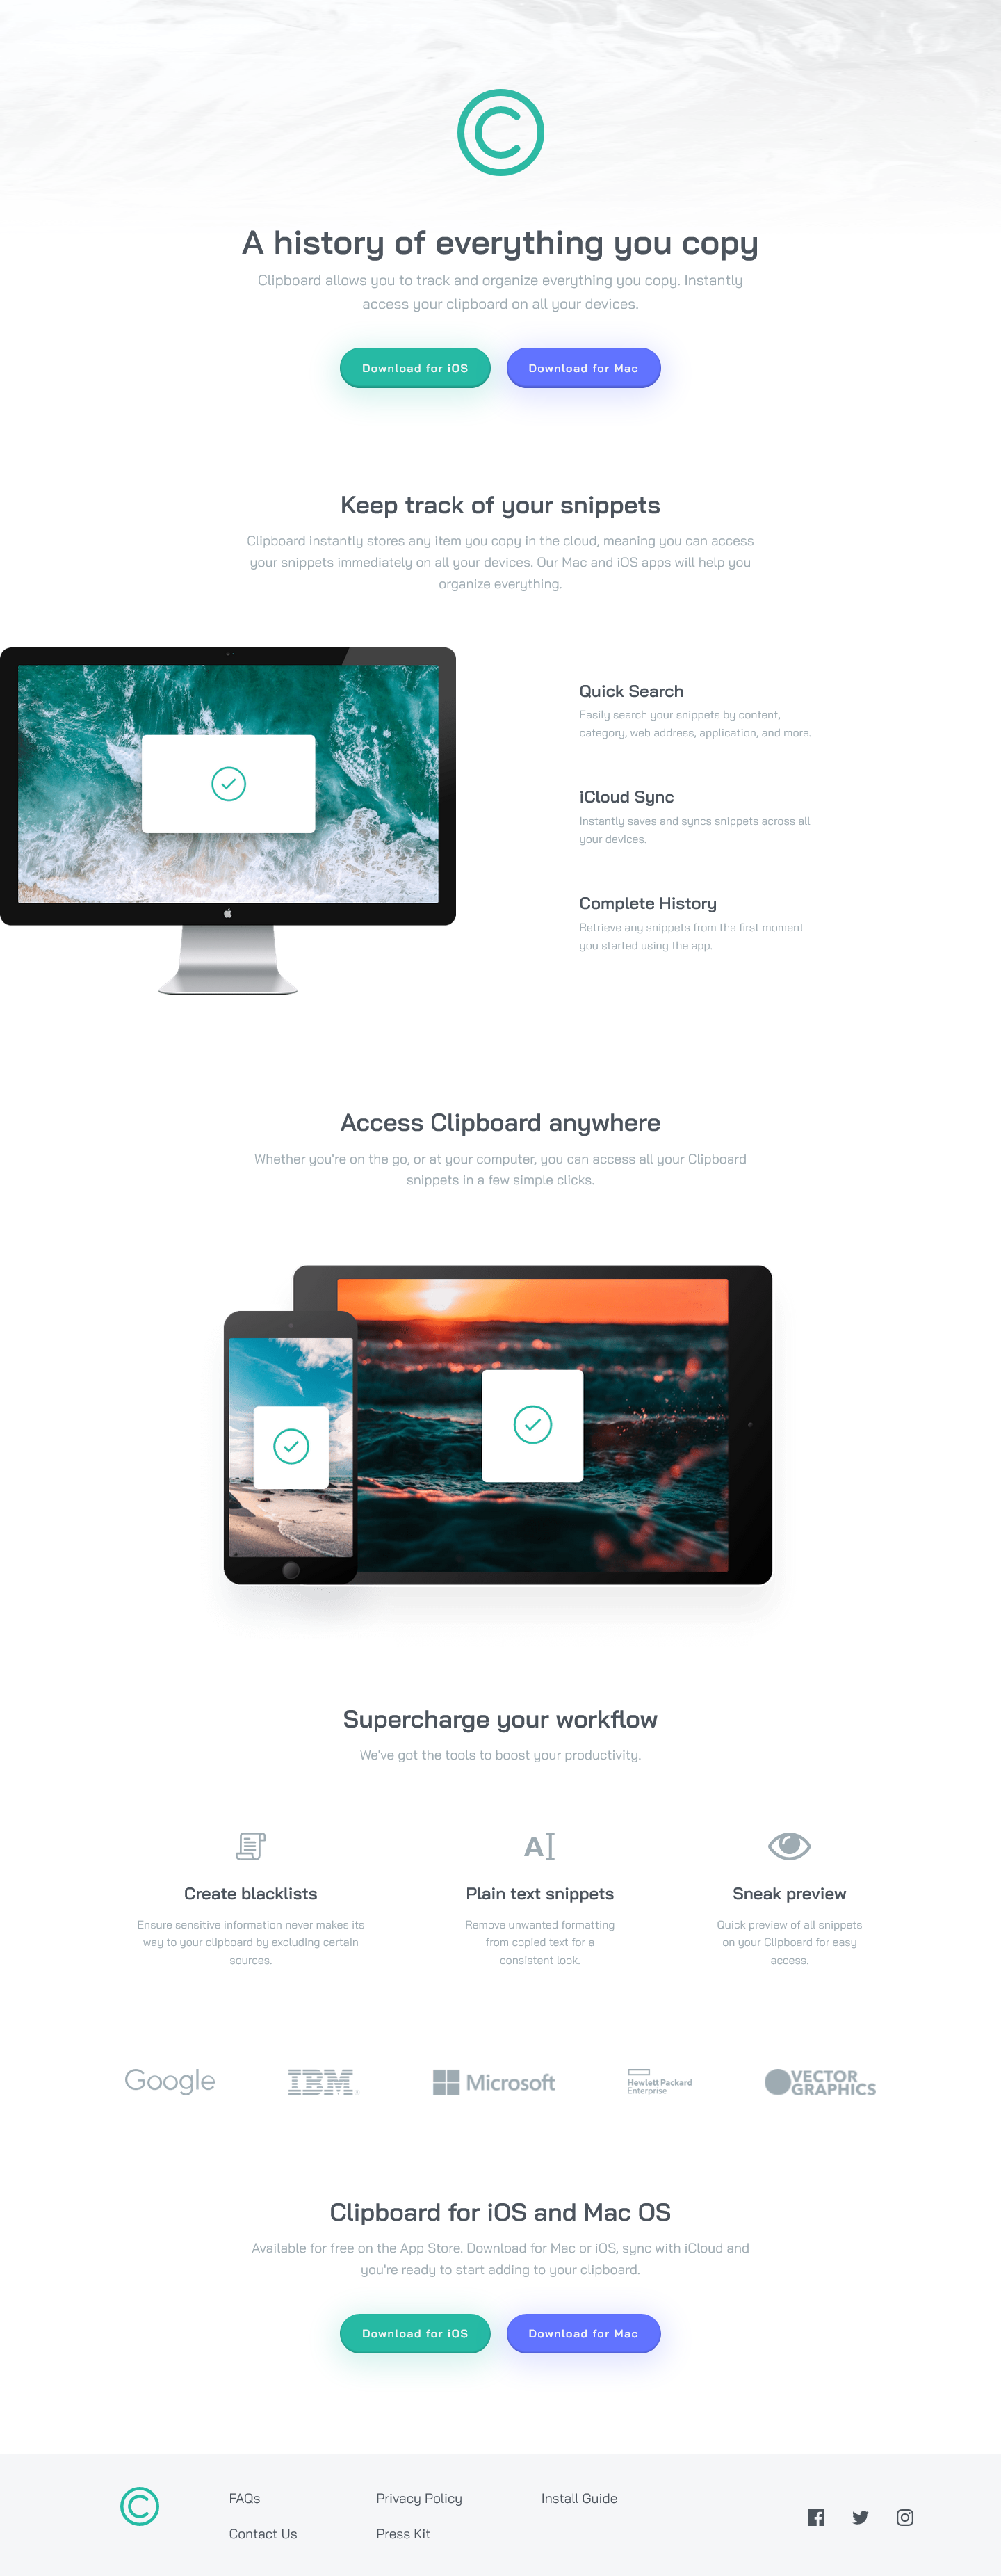 A history of everything you copy
Clipboard allows you to track and organize everything you copy. Instantly
access your clipboard on all your devices.
Download for iOS
Download for Mac
Keep track of your snippets
Clipboard instantly stores any item you copy in the cloud, meaning you can access
your snippets immediately on all your devices. Our Mac and iOS apps will help you
organize everything.
Quick Search
Easily search your snippets by content,
category, web address, application, and more.
iCloud Sync
Instantly saves and syncs snippets across all
your devices.
Complete History
Retrieve any snippets from the first moment
you started using the app.
Access Clipboard anywhere
Whether you're on the go, or at your computer, you can access all your Clipboard
snippets in a few simple clicks.
Supercharge your workflow
We've got the tools to boost your productivity.
Create blacklists
Ensure sensitive information never makes its
way to your clipboard by excluding certain
sources.
Plain text snippets
Remove unwanted formatting
from copied text for a
consistent look.
Sneak preview
Quick preview of all snippets
on your Clipboard for easy
access.
Google
IBM
Microsoft
Hewlett Packard
Enterprise
VECTOR
GRAPHICS
Clipboard for iOS and Mac OS
Available for free on the App Store. Download for Mac or iOS, sync with iCloud and
you're ready to start adding to your clipboard.
Download for iOS
Download for Mac
FAQs
Contact Us
Privacy Policy
Press Kit
Install Guide